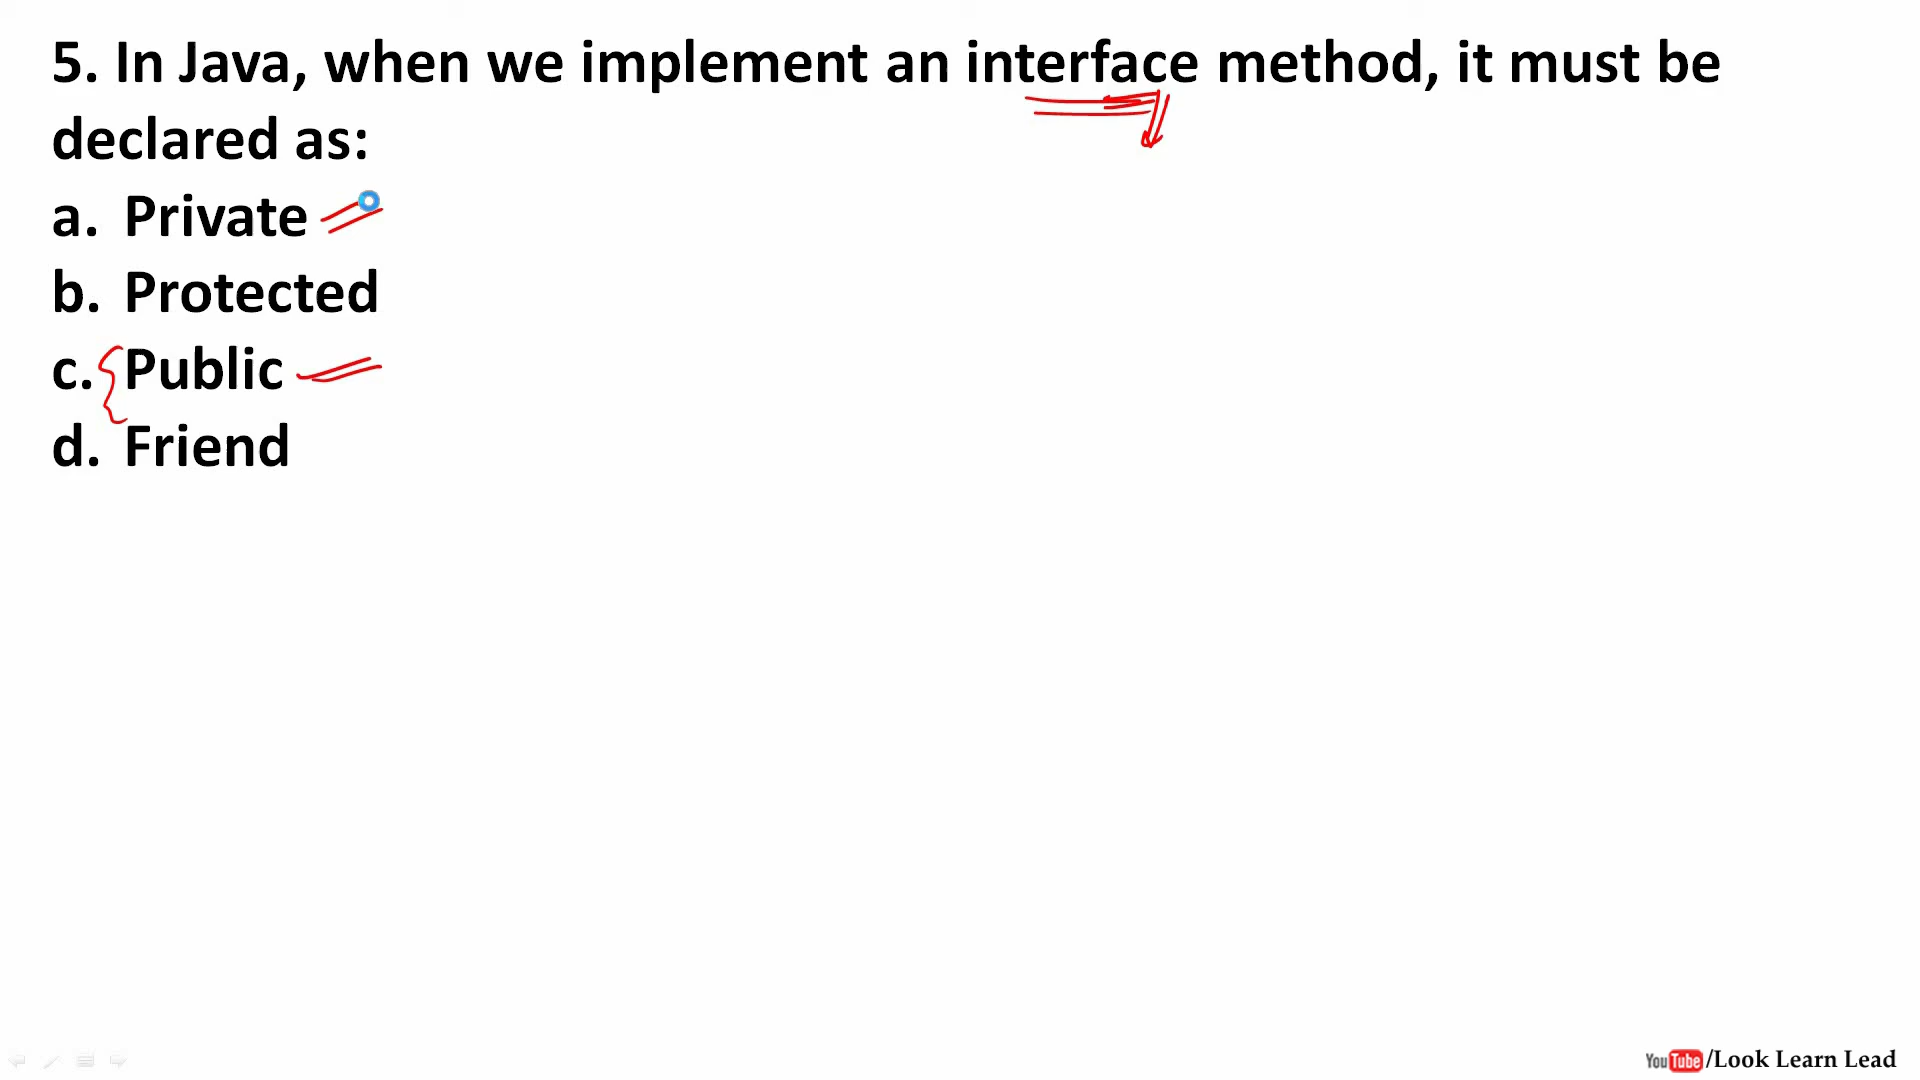 5. In Java, when we implement an interface method, it must be
declared as:
a. Private
b. Protected
c. Public
d. Friend
YouTube/Look Learn Lead